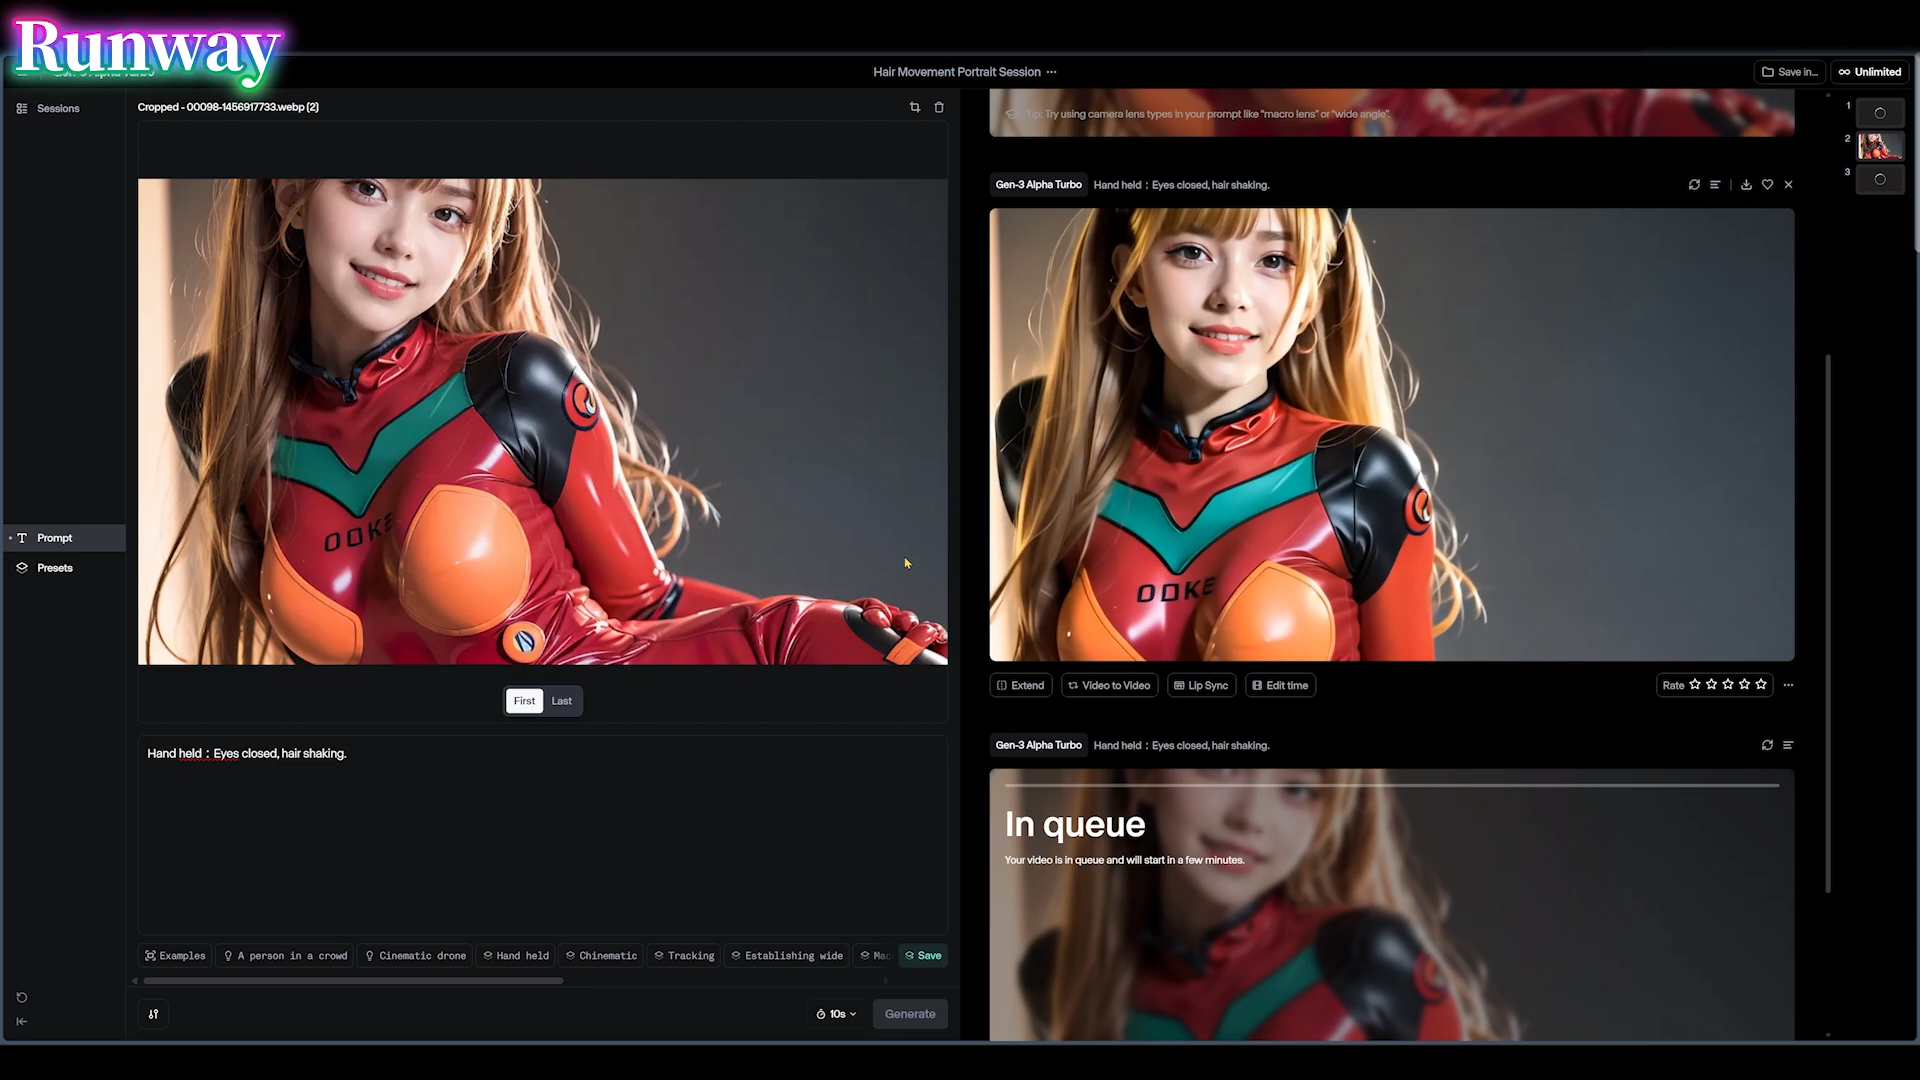 Runway
Hair Movement Portrait Session
Save in...
Unlimited
Sessions
Cropped - 00098-1456917733.webp (2)
Tip: Try using camera lens types in your prompt like "macro lens" or "wide angle".
1
2
3
Gen-3 Alpha Turbo
Hand held：Eyes closed, hair shaking.
OOKE
OOKE
Prompt
Presets
First
Last
Extend
Video to Video
Lip Sync
Edit time
Rate
Hand held：Eyes closed, hair shaking.
Gen-3 Alpha Turbo
Hand held：Eyes closed, hair shaking.
In queue
Your video is in queue and will start in a few minutes.
Examples
A person in a crowd
Cinematic drone
Hand held
Chinematic
Tracking
Establishing wide
Mac
Save
10s
Generate